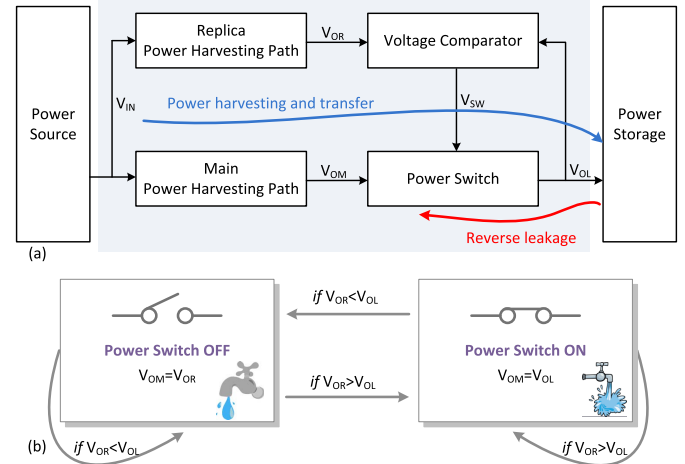 Power
Source
Replica
Power Harvesting Path
V_OR
Voltage Comparator
V_IN
Power harvesting and transfer
V_SW
Power
Storage
Main
Power Harvesting Path
V_OM
Power Switch
V_OL
Reverse leakage
(a)
if V_OR<V_OL
Power Switch OFF
V_OM=V_OR
if V_OR>V_OL
Power Switch ON
V_OM=V_OL
(b)
if V_OR<V_OL
if V_OR>V_OL